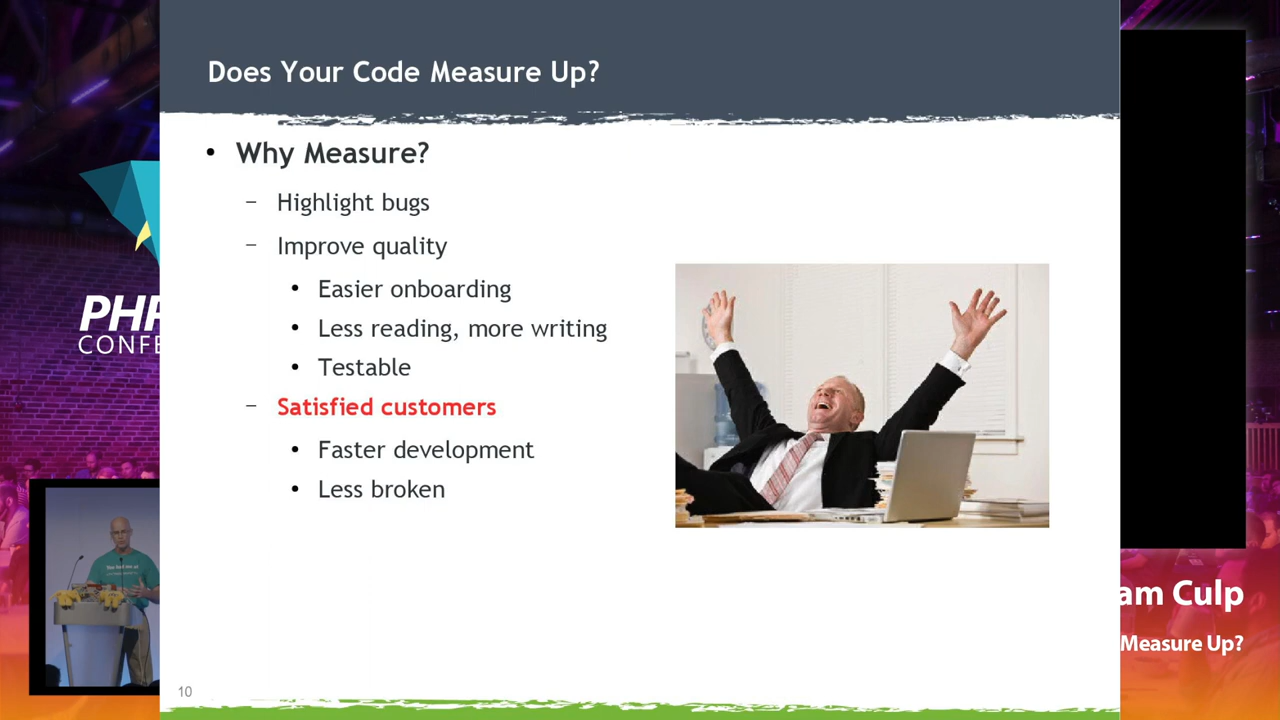 Does Your Code Measure Up?
Why Measure?
Highlight bugs
Improve quality
Easier onboarding
Less reading, more writing
Testable
Satisfied customers
Faster development
Less broken
10
PHP
CONFE
am Culp
Measure Up?